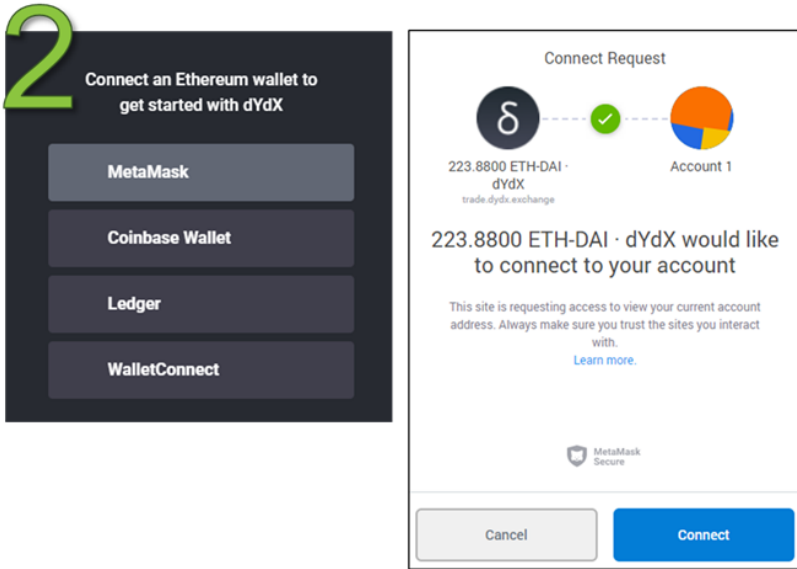 2
Connect an Ethereum wallet to
get started with dYdX
MetaMask
Coinbase Wallet
Ledger
WalletConnect
Connect Request
δ
223.8800 ETH-DAI ·
dYdX
trade.dydx.exchange
Account 1
223.8800 ETH-DAI · dYdX would like
to connect to your account
This site is requesting access to view your current account
address. Always make sure you trust the sites you interact
with.
Learn more.
MetaMask
Secure
Cancel
Connect